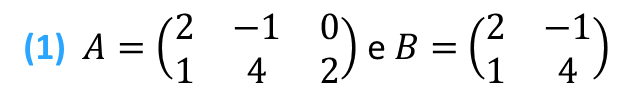 (1) A = (2 −1 0
1 4 2) e B = (2 −1
1 4)